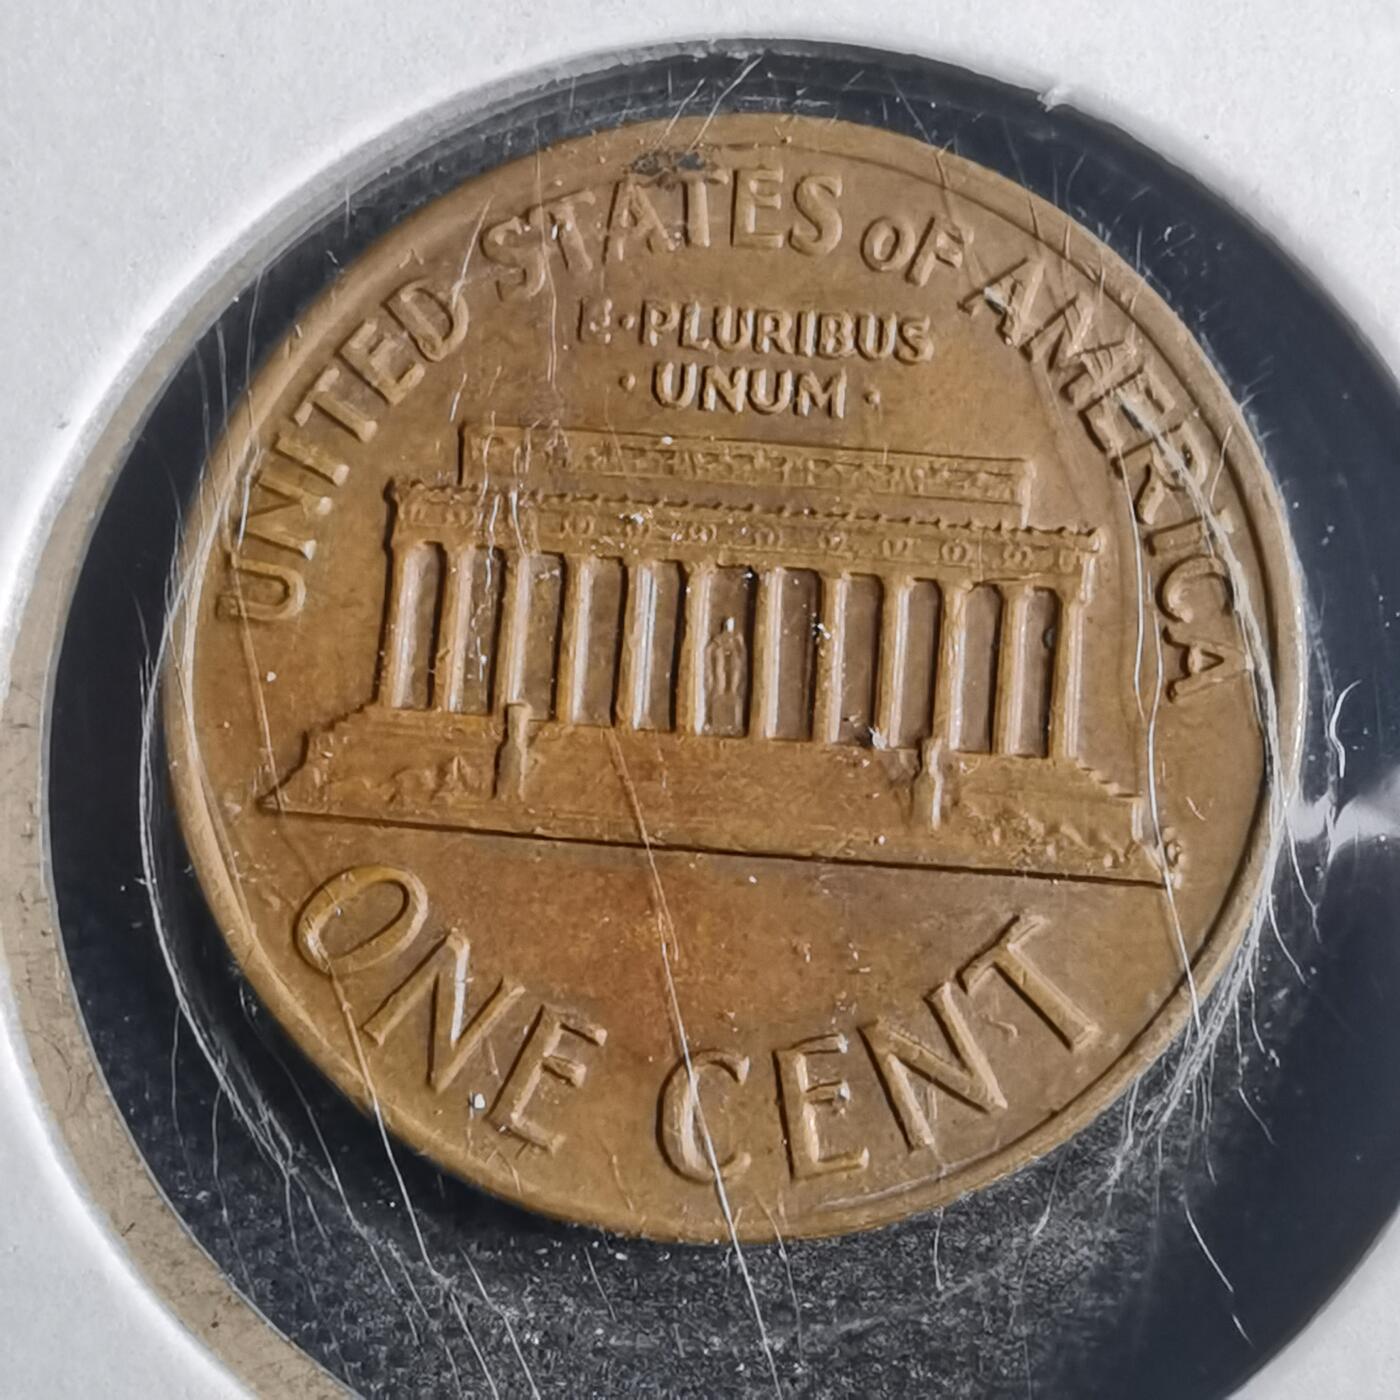 UNITED STATES OF AMERICA
E·PLURIBUS
·UNUM·
ONE CENT